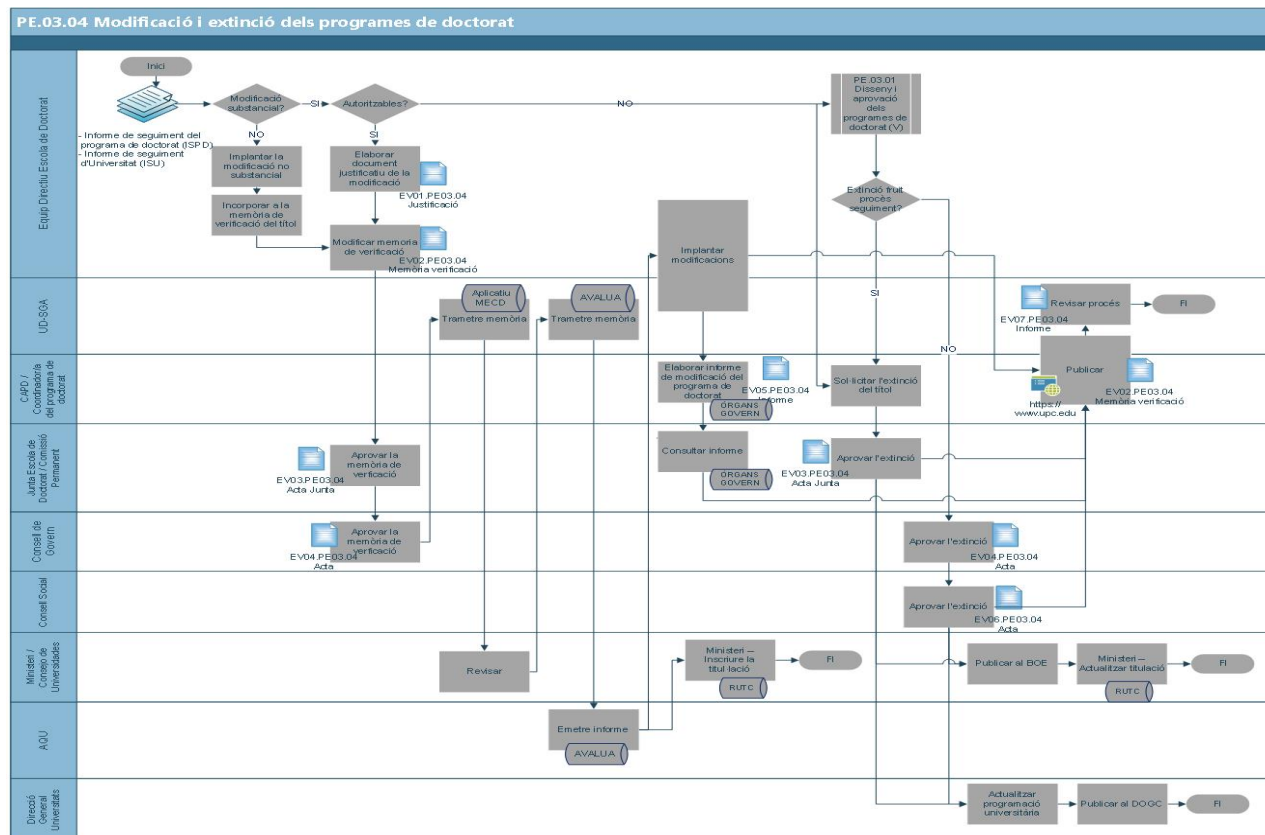 PE.03.04 Modificació i extinció dels programes de doctorat
Equip Directiu Escola de Doctorat
Inici
- Informe de seguiment del
programa de doctorat (ISPD)
- Informe de seguiment
d'Universitat (ISU)
Modificació
substancial?
SI
Autoritzables?
NO
PE.03.01
Disseny i
aprovació
dels
programes de
doctorat (V)
NO
SI
Implantar la
modificació no
substancial
Elaborar
document
justificatiu de la
modificació
EV01.PE03.04
Justificació
Incorporar a la
memòria de
verificació del títol
Modificar memoria
de verificació
EV02.PE03.04
Memòria verificació
Implantar
modificacions
Extinció fruit
procès
seguiment?
SI
NO
UD-SGA
Aplicatiu
MECD
Trametre memòria
AVALUA
Trametre memòria
EV07.PE03.04
Informe
Revisar procés
FI
CAPD /
Coordinador/a
del programa de
doctorat
Elaborar informe
de modificació del
programa de
doctorat
ÒRGANS
GOVERN
EV05.PE03.04
Informe
Sol·licitar l'extinció
del títol
Publicar
https://
www.upc.edu
EV02.PE03.04
Memòria verificació
Junta Escola de
Doctorat / Comissió
Permanent
Aprovar la
memòria de
verficació
EV03.PE03.04
Acta Junta
Consultar informe
ÒRGANS
GOVERN
EV03.PE03.04
Acta Junta
Aprovar l'extinció
Consell de
Govern
Aprovar la
memòria de
verficació
EV04.PE03.04
Acta
Aprovar l'extinció
EV04.PE03.04
Acta
Consell Social
Aprovar l'extinció
EV06.PE03.04
Acta
Ministeri /
Consejo de
Universidades
Revisar
Ministeri –
Inscriure la
titul·lació
RUTC
FI
Publicar al BOE
Ministeri –
Actualitzar titulació
RUTC
FI
AQU
Emetre informe
AVALUA
Direcció
General
Universitats
Actualitzar
programació
universitària
Publicar al DOGC
FI